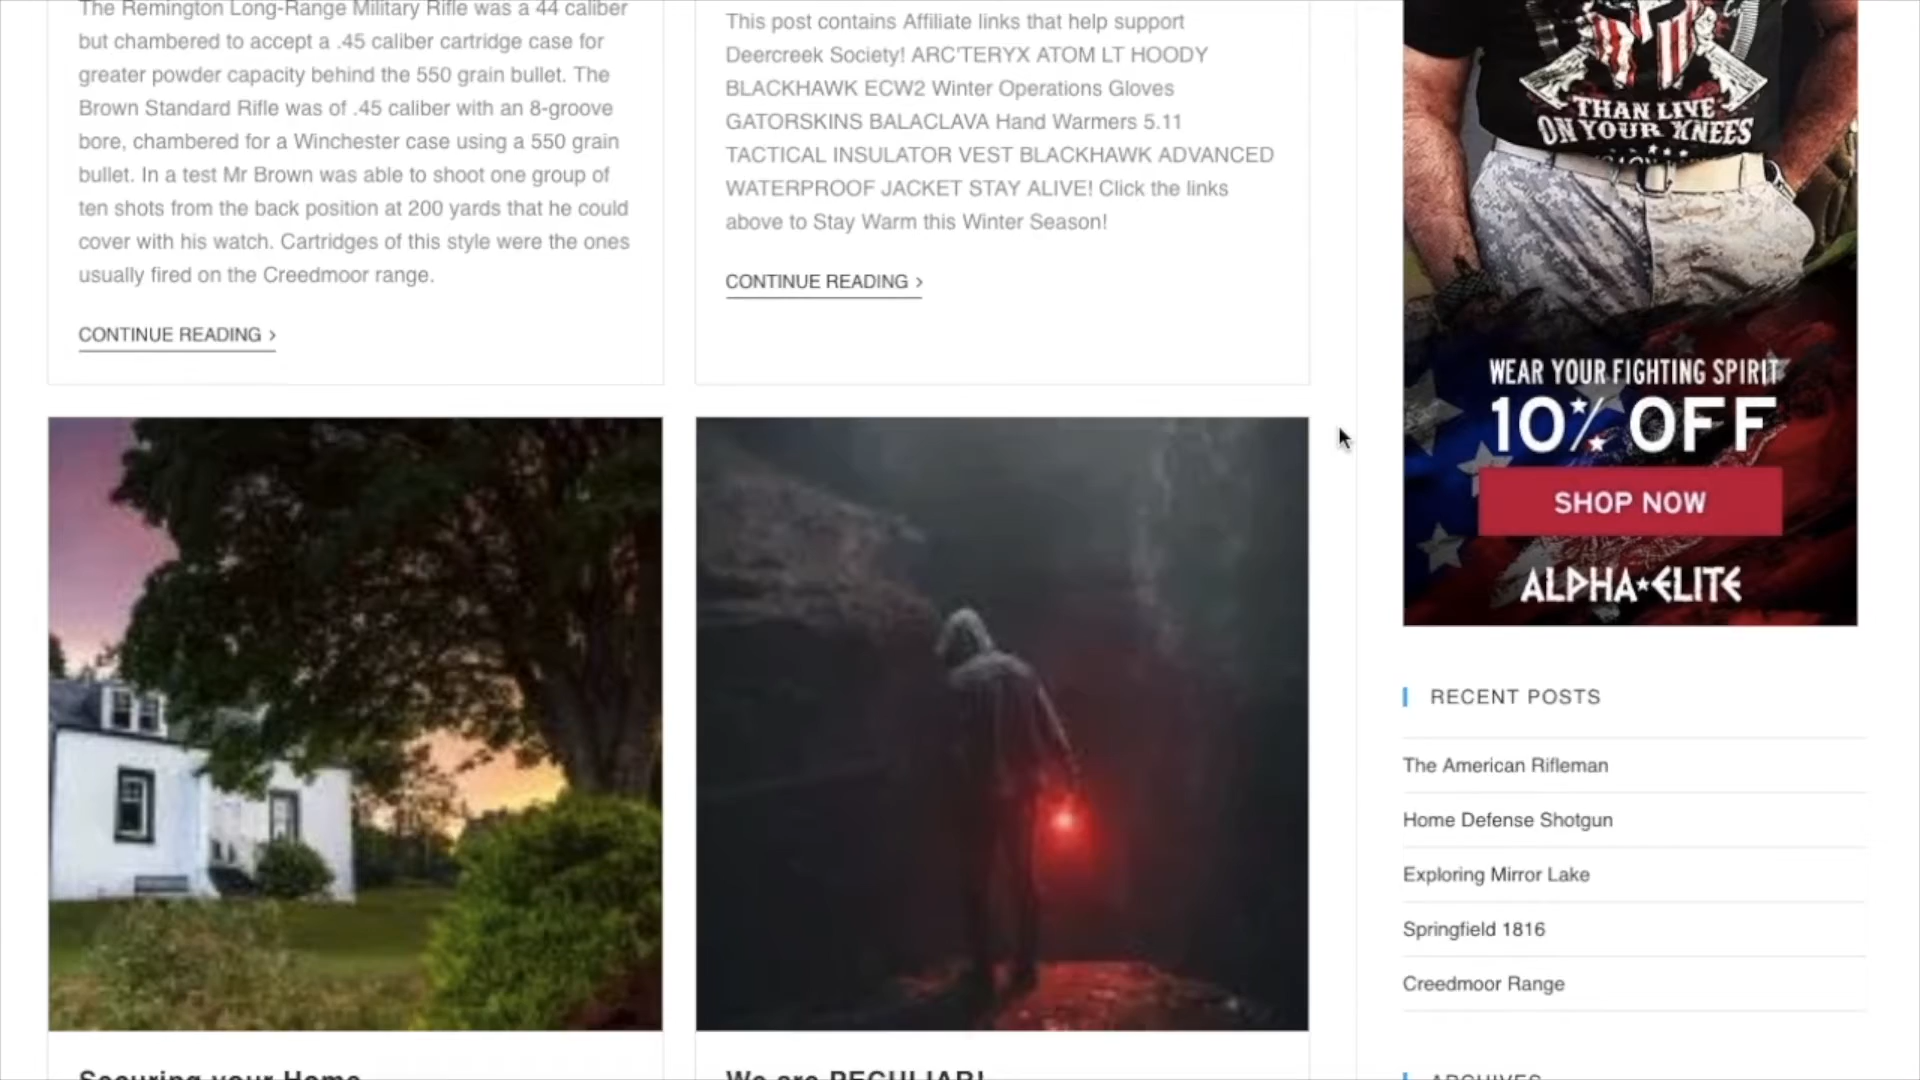 The Remington Long-Range Military Rifle was a 44 caliber
but chambered to accept a .45 caliber cartridge case for
greater powder capacity behind the 550 grain bullet. The
Brown Standard Rifle was of .45 caliber with an 8-groove
bore, chambered for a Winchester case using a 550 grain
bullet. In a test Mr Brown was able to shoot one group of
ten shots from the back position at 200 yards that he could
cover with his watch. Cartridges of this style were the ones
usually fired on the Creedmoor range.
CONTINUE READING >
This post contains Affiliate links that help support
Deercreek Society! ARC'TERYX ATOM LT HOODY
BLACKHAWK ECW2 Winter Operations Gloves
GATORSKINS BALACLAVA Hand Warmers 5.11
TACTICAL INSULATOR VEST BLACKHAWK ADVANCED
WATERPROOF JACKET STAY ALIVE! Click the links
above to Stay Warm this Winter Season!
CONTINUE READING >
Securing your Home
We are PECULIAR!
THAN LIVE
ON YOUR KNEES
WEAR YOUR FIGHTING SPIRIT
10% OFF
SHOP NOW
ALPHA★ELITE
RECENT POSTS
The American Rifleman
Home Defense Shotgun
Exploring Mirror Lake
Springfield 1816
Creedmoor Range
ARCHIVES